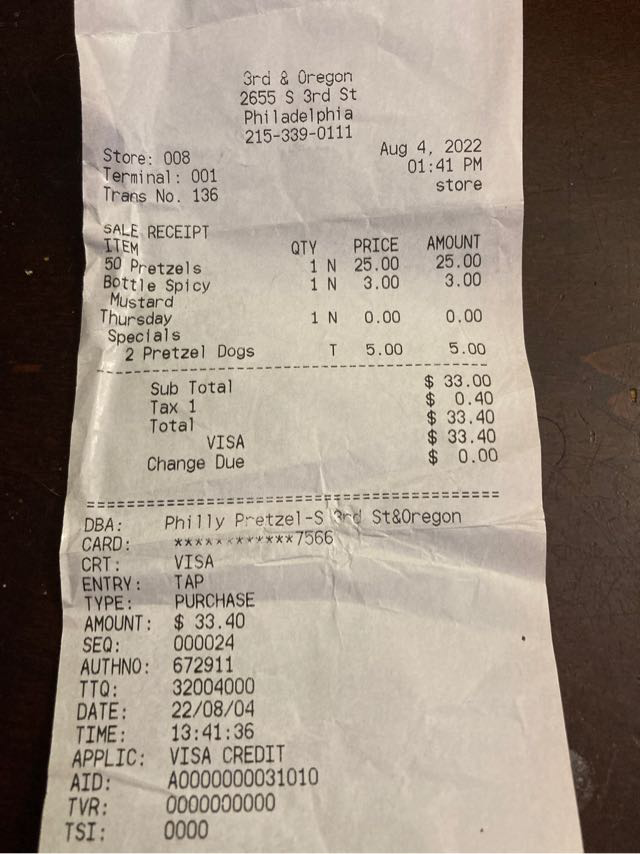 3rd & Oregon
2655 S 3rd St
Philadelphia
215-339-0111
Store: 008 Aug 4, 2022
Terminal: 001 01:41 PM
Trans No. 136 store
SALE RECEIPT
ITEM QTY PRICE AMOUNT
50 Pretzels 1 N 25.00 25.00
Bottle Spicy 1 N 3.00 3.00
Mustard
Thursday 1 N 0.00 0.00
Specials
2 Pretzel Dogs T 5.00 5.00
Sub Total $ 33.00
Tax 1 $ 0.40
Total $ 33.40
VISA $ 33.40
Change Due $ 0.00
DBA: Philly Pretzel-S 3rd St&Oregon
CARD: ************7566
CRT: VISA
ENTRY: TAP
TYPE: PURCHASE
AMOUNT: $ 33.40
SEQ: 000024
AUTHNO: 672911
TTQ: 32004000
DATE: 22/08/04
TIME: 13:41:36
APPLIC: VISA CREDIT
AID: A0000000031010
TVR: 0000000000
TSI: 0000